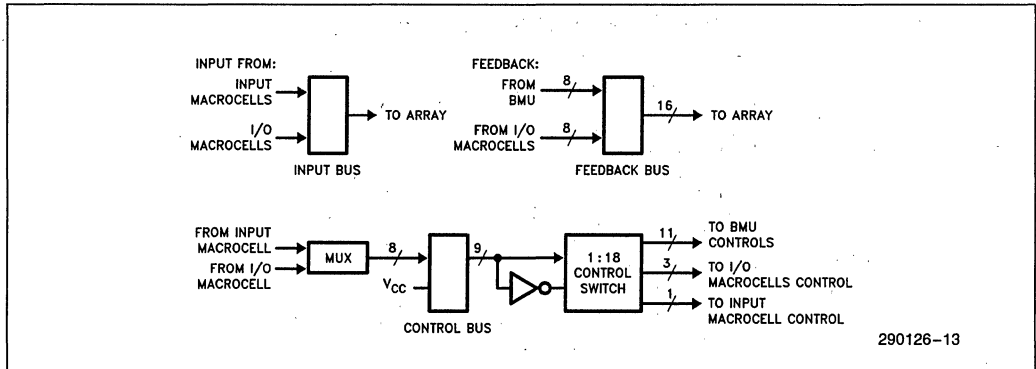 INPUT FROM:
INPUT
MACROCELLS
I/O
MACROCELLS
TO ARRAY
INPUT BUS
FEEDBACK:
FROM
BMU
8
FROM I/O
MACROCELLS
8
16
TO ARRAY
FEEDBACK BUS
FROM INPUT
MACROCELL
FROM I/O
MACROCELL
MUX
8
VCC
CONTROL BUS
9
1:18
CONTROL
SWITCH
11
TO BMU
CONTROLS
3
TO I/O
MACROCELLS CONTROL
1
TO INPUT
MACROCELL CONTROL
290126-13